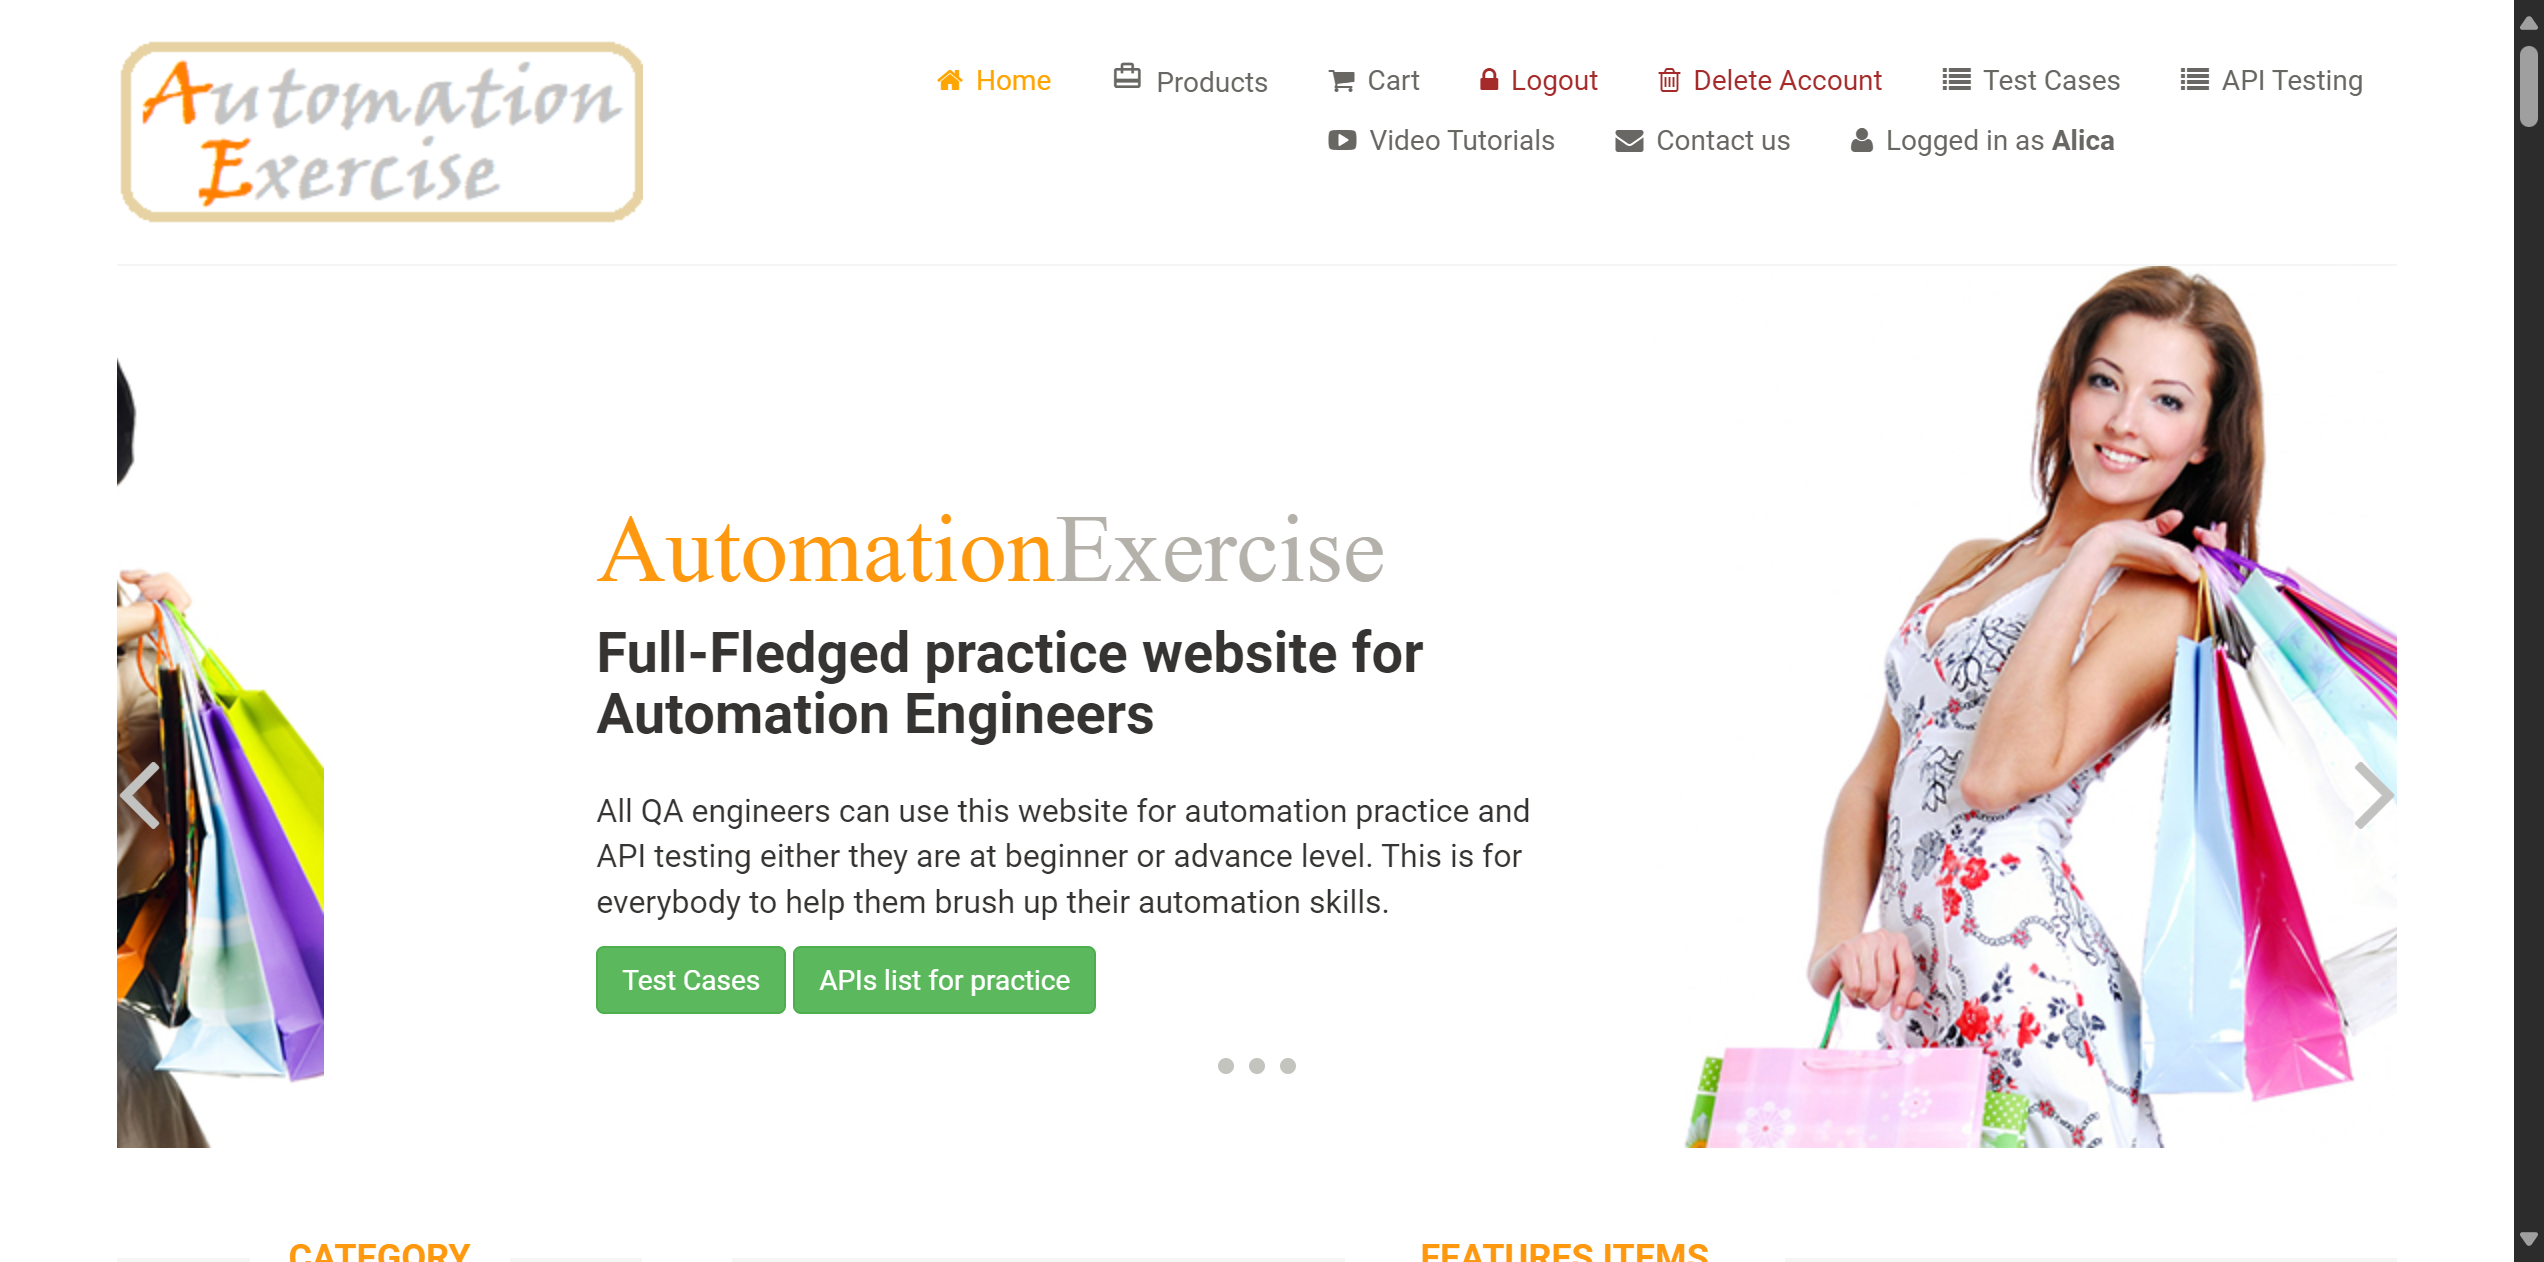 Automation
Exercise
Home Products Cart Logout Delete Account Test Cases API Testing
Video Tutorials Contact us Logged in as Alica
AutomationExercise
Full-Fledged practice website for
Automation Engineers
All QA engineers can use this website for automation practice and
API testing either they are at beginner or advance level. This is for
everybody to help them brush up their automation skills.
Test Cases APIs list for practice
CATEGORY FEATURES ITEMS